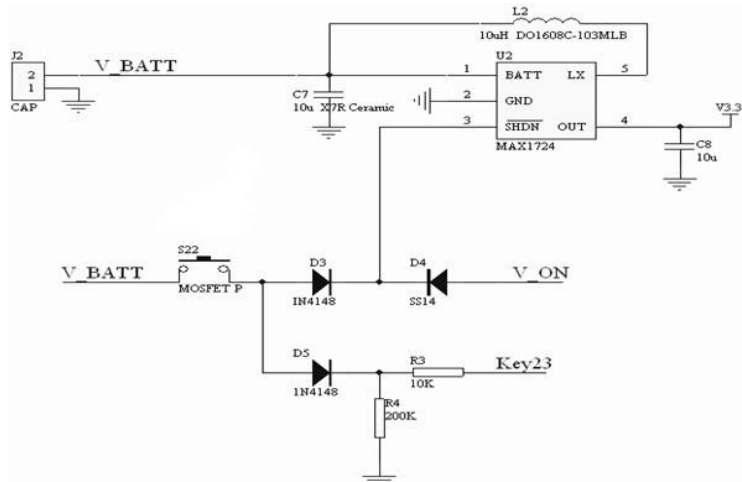 L2
10uH DO1608C-103MLB
J2
2
1
CAP
V_BATT
C7
10u X7R Ceramic
U2
1 BATT LX 5
2 GND
3 SHDN OUT 4
MAX1724
V3.3
C8
10u
V_BATT
S22
MOSFET P
D3
IN4148
D4
SS14
V_ON
D5
1N4148
R3
10K
Key23
R4
200K